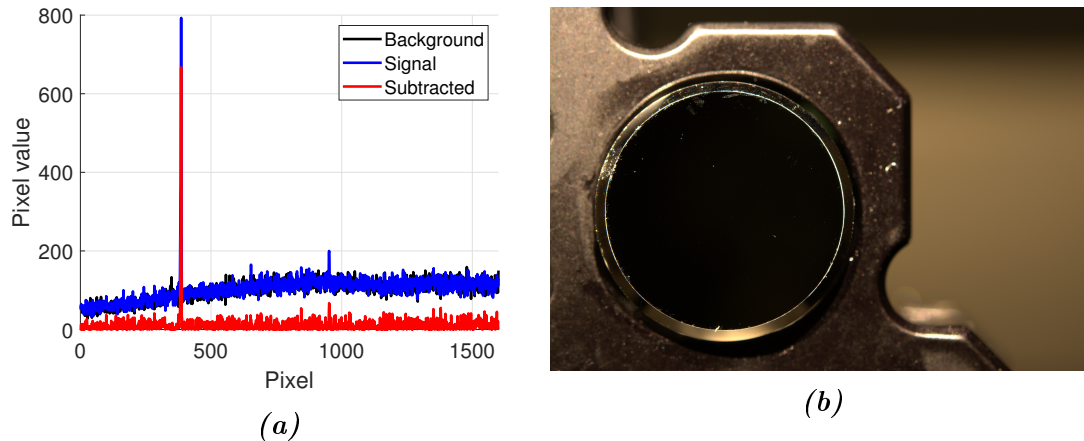 800
600
400
200
0
Pixel value
0
500
1000
1500
Pixel
Background
Signal
Subtracted
(a)
(b)